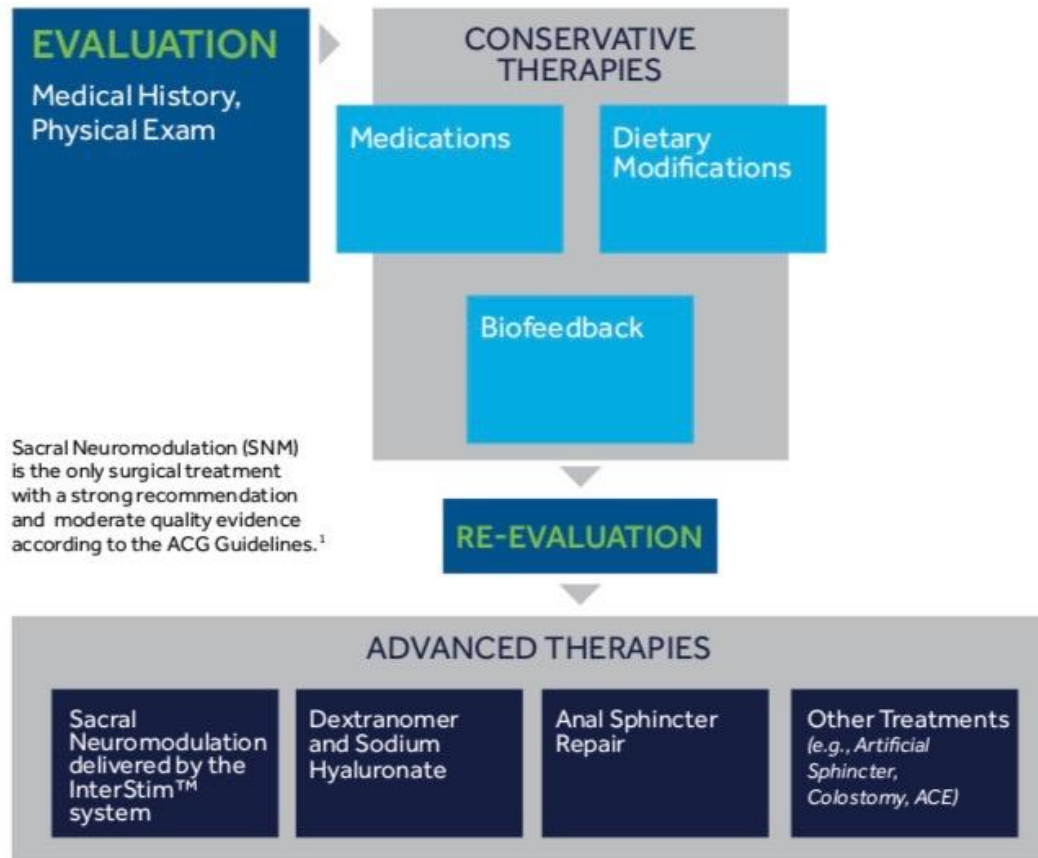 EVALUATION
Medical History,
Physical Exam
CONSERVATIVE
THERAPIES
Medications
Dietary
Modifications
Biofeedback
Sacral Neuromodulation (SNM)
is the only surgical treatment
with a strong recommendation
and moderate quality evidence
according to the ACG Guidelines.¹
RE-EVALUATION
ADVANCED THERAPIES
Sacral
Neuromodulation
delivered by the
InterStim™
system
Dextranomer
and Sodium
Hyaluronate
Anal Sphincter
Repair
Other Treatments
(e.g., Artificial
Sphincter,
Colostomy, ACE)